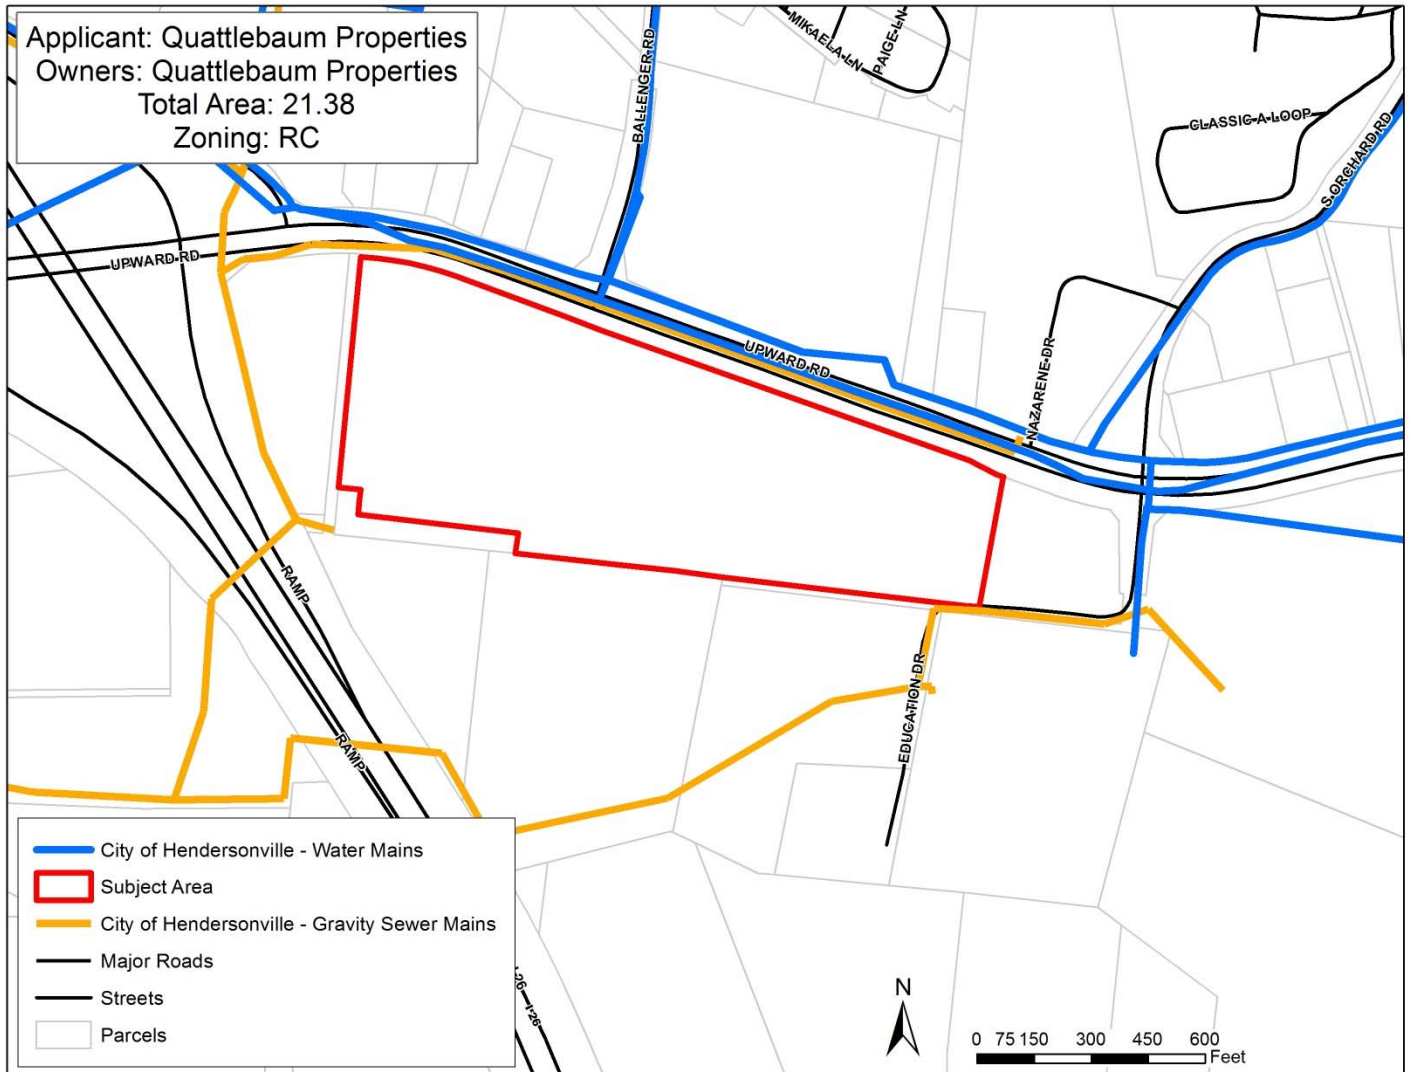 Applicant: Quattlebaum Properties
Owners: Quattlebaum Properties
Total Area: 21.38
Zoning: RC
MIKAELA LN
PAIGE LN
BALLENGER RD
CLASSIC A LOOP
S ORCHARD RD
UPWARD RD
UPWARD RD
NAZARENE DR
RAMP
EDUCATION DR
RAMP
City of Hendersonville - Water Mains
Subject Area
City of Hendersonville - Gravity Sewer Mains
Major Roads
Streets
Parcels
I-26
I-26
N
0 75 150 300 450 600
Feet